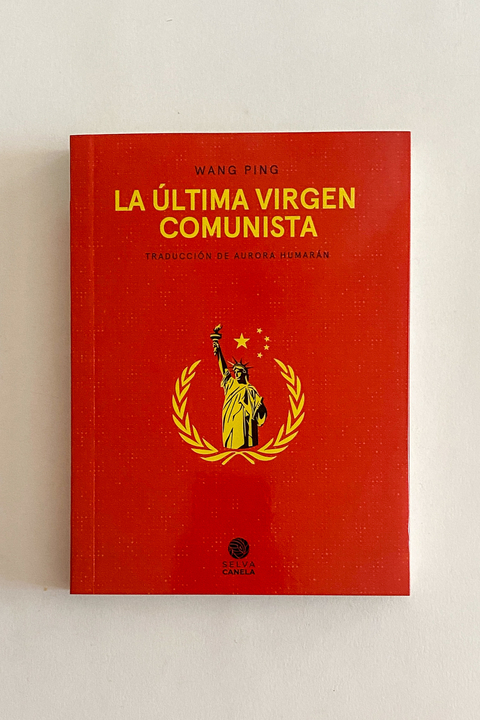 WANG PING
LA ÚLTIMA VIRGEN
COMUNISTA
TRADUCCIÓN DE AURORA HUMARÁN
SELVA
CANELA